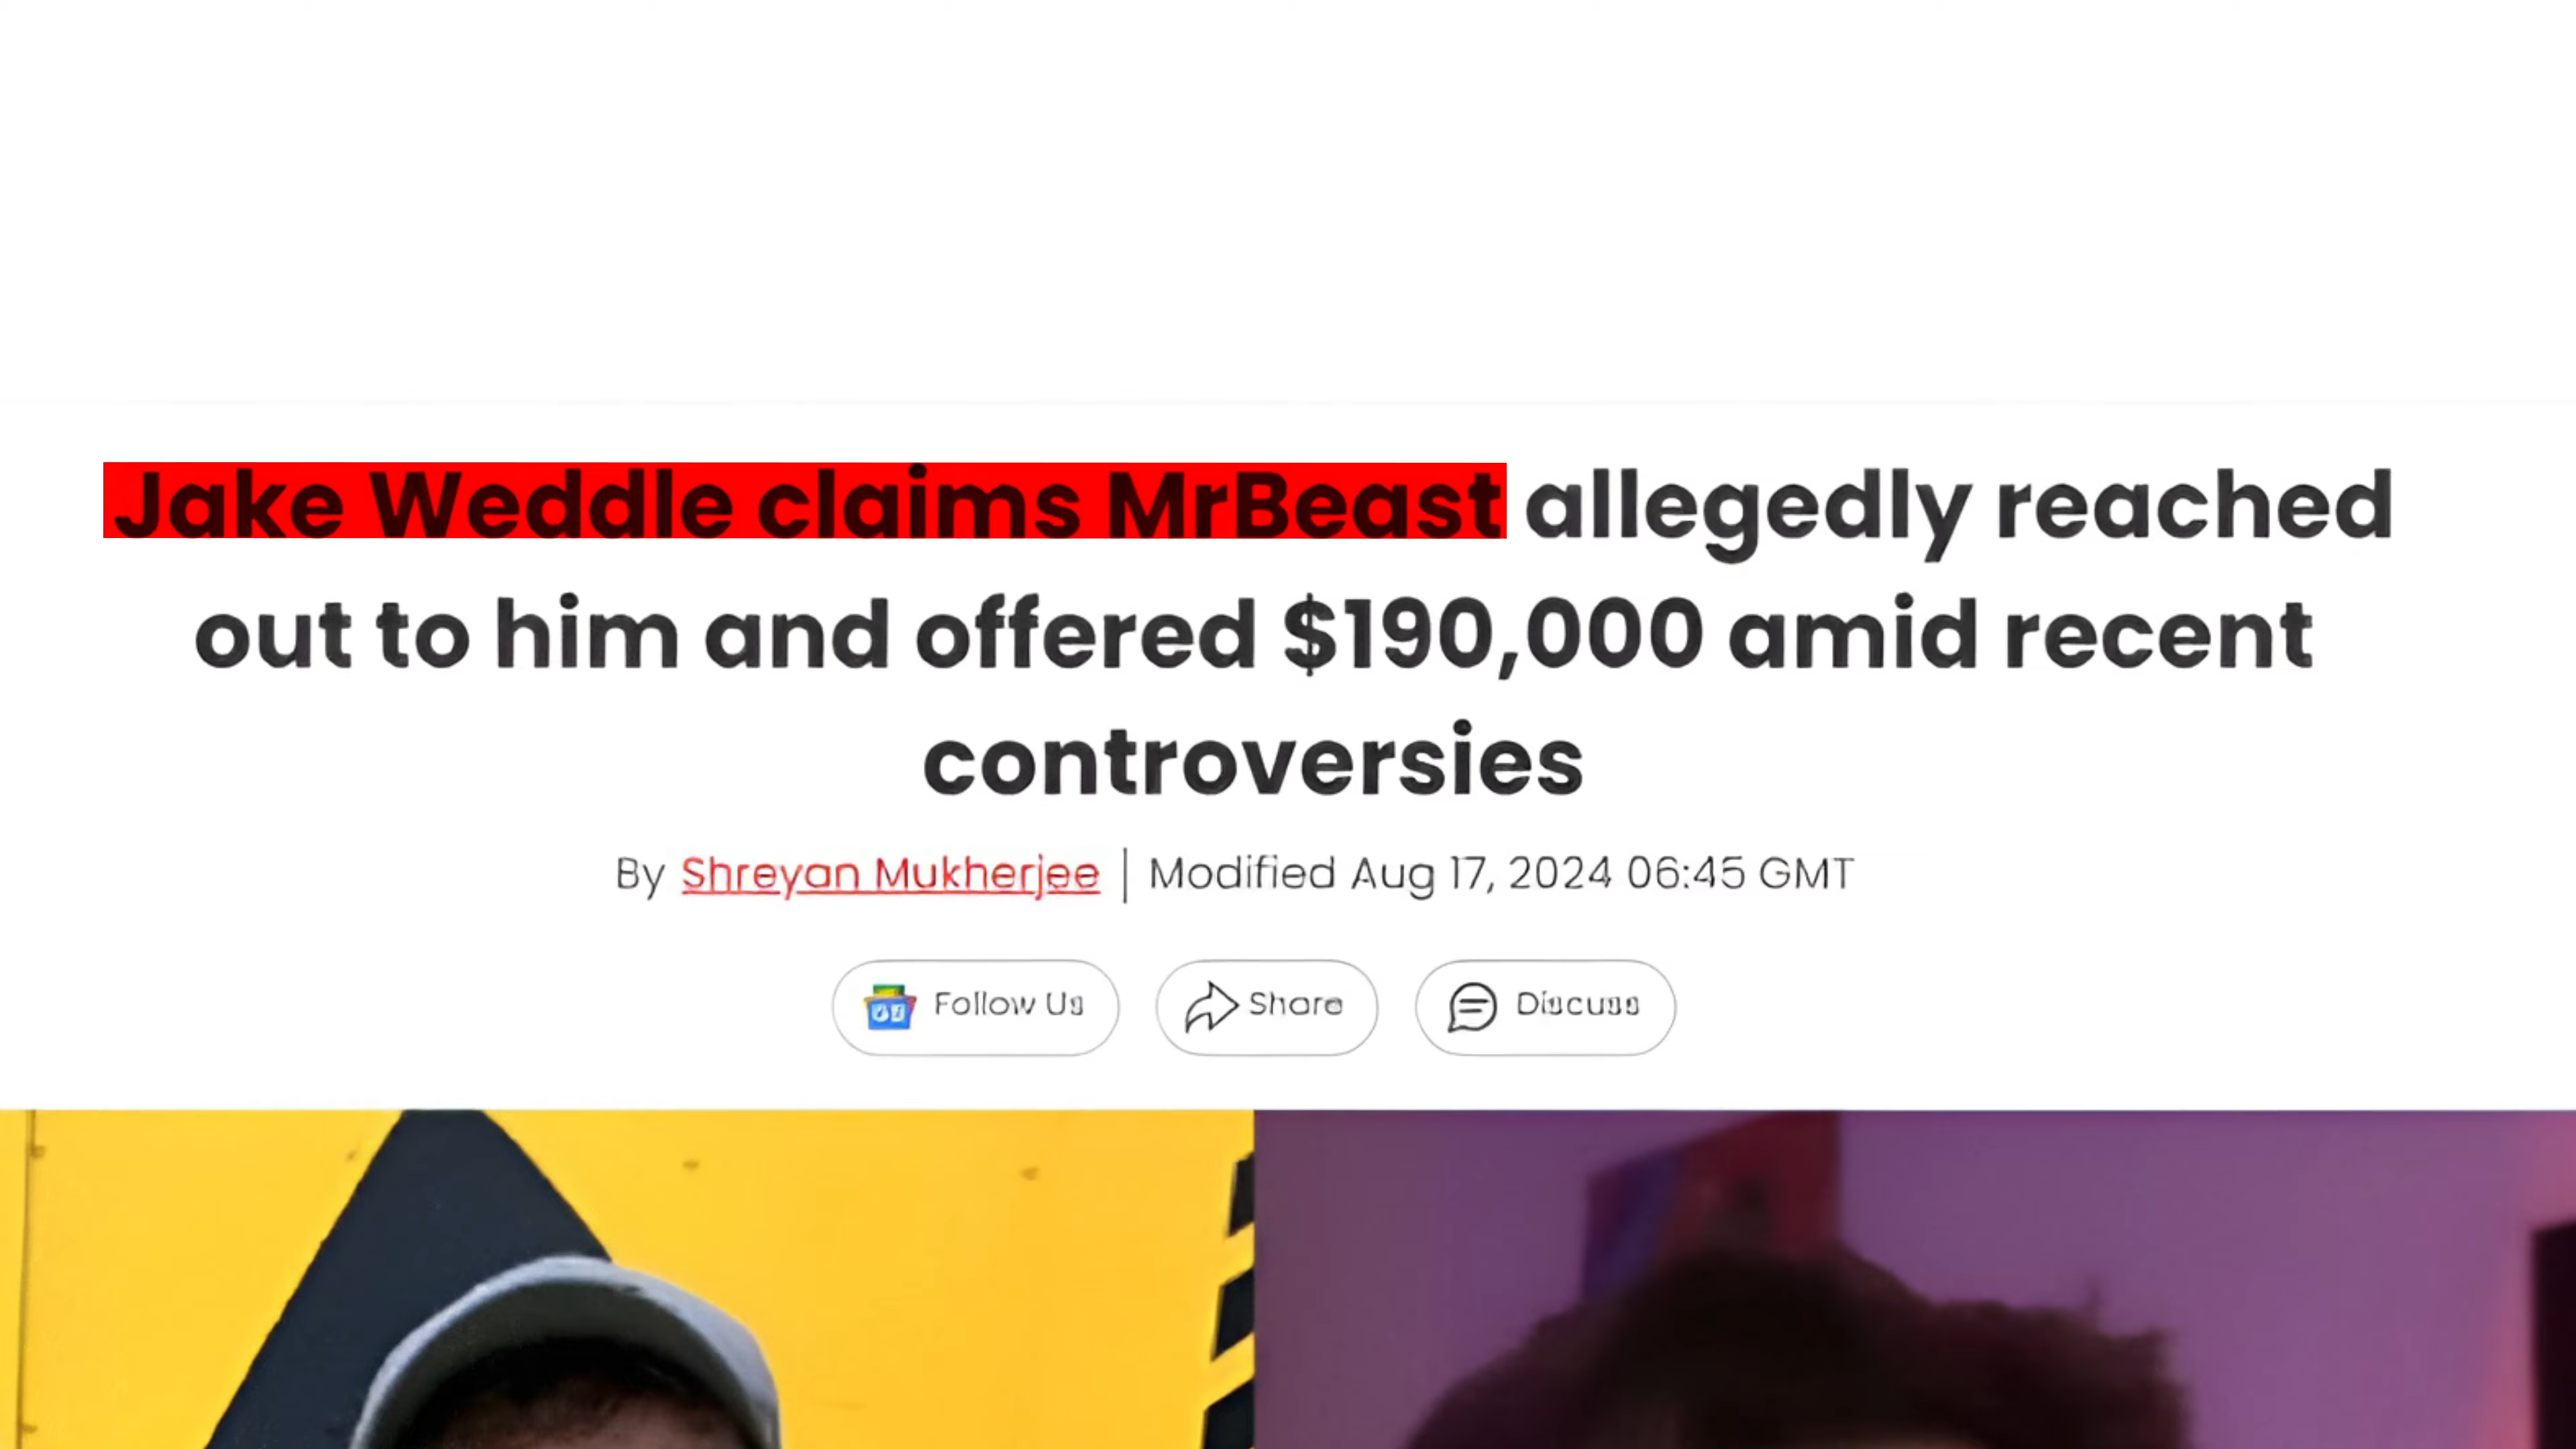 Jake Weddle claims MrBeast allegedly reached
out to him and offered $190,000 amid recent
controversies
By Shreyan Mukherjee | Modified Aug 17, 2024 06:45 GMT
Follow Us Share Discuss